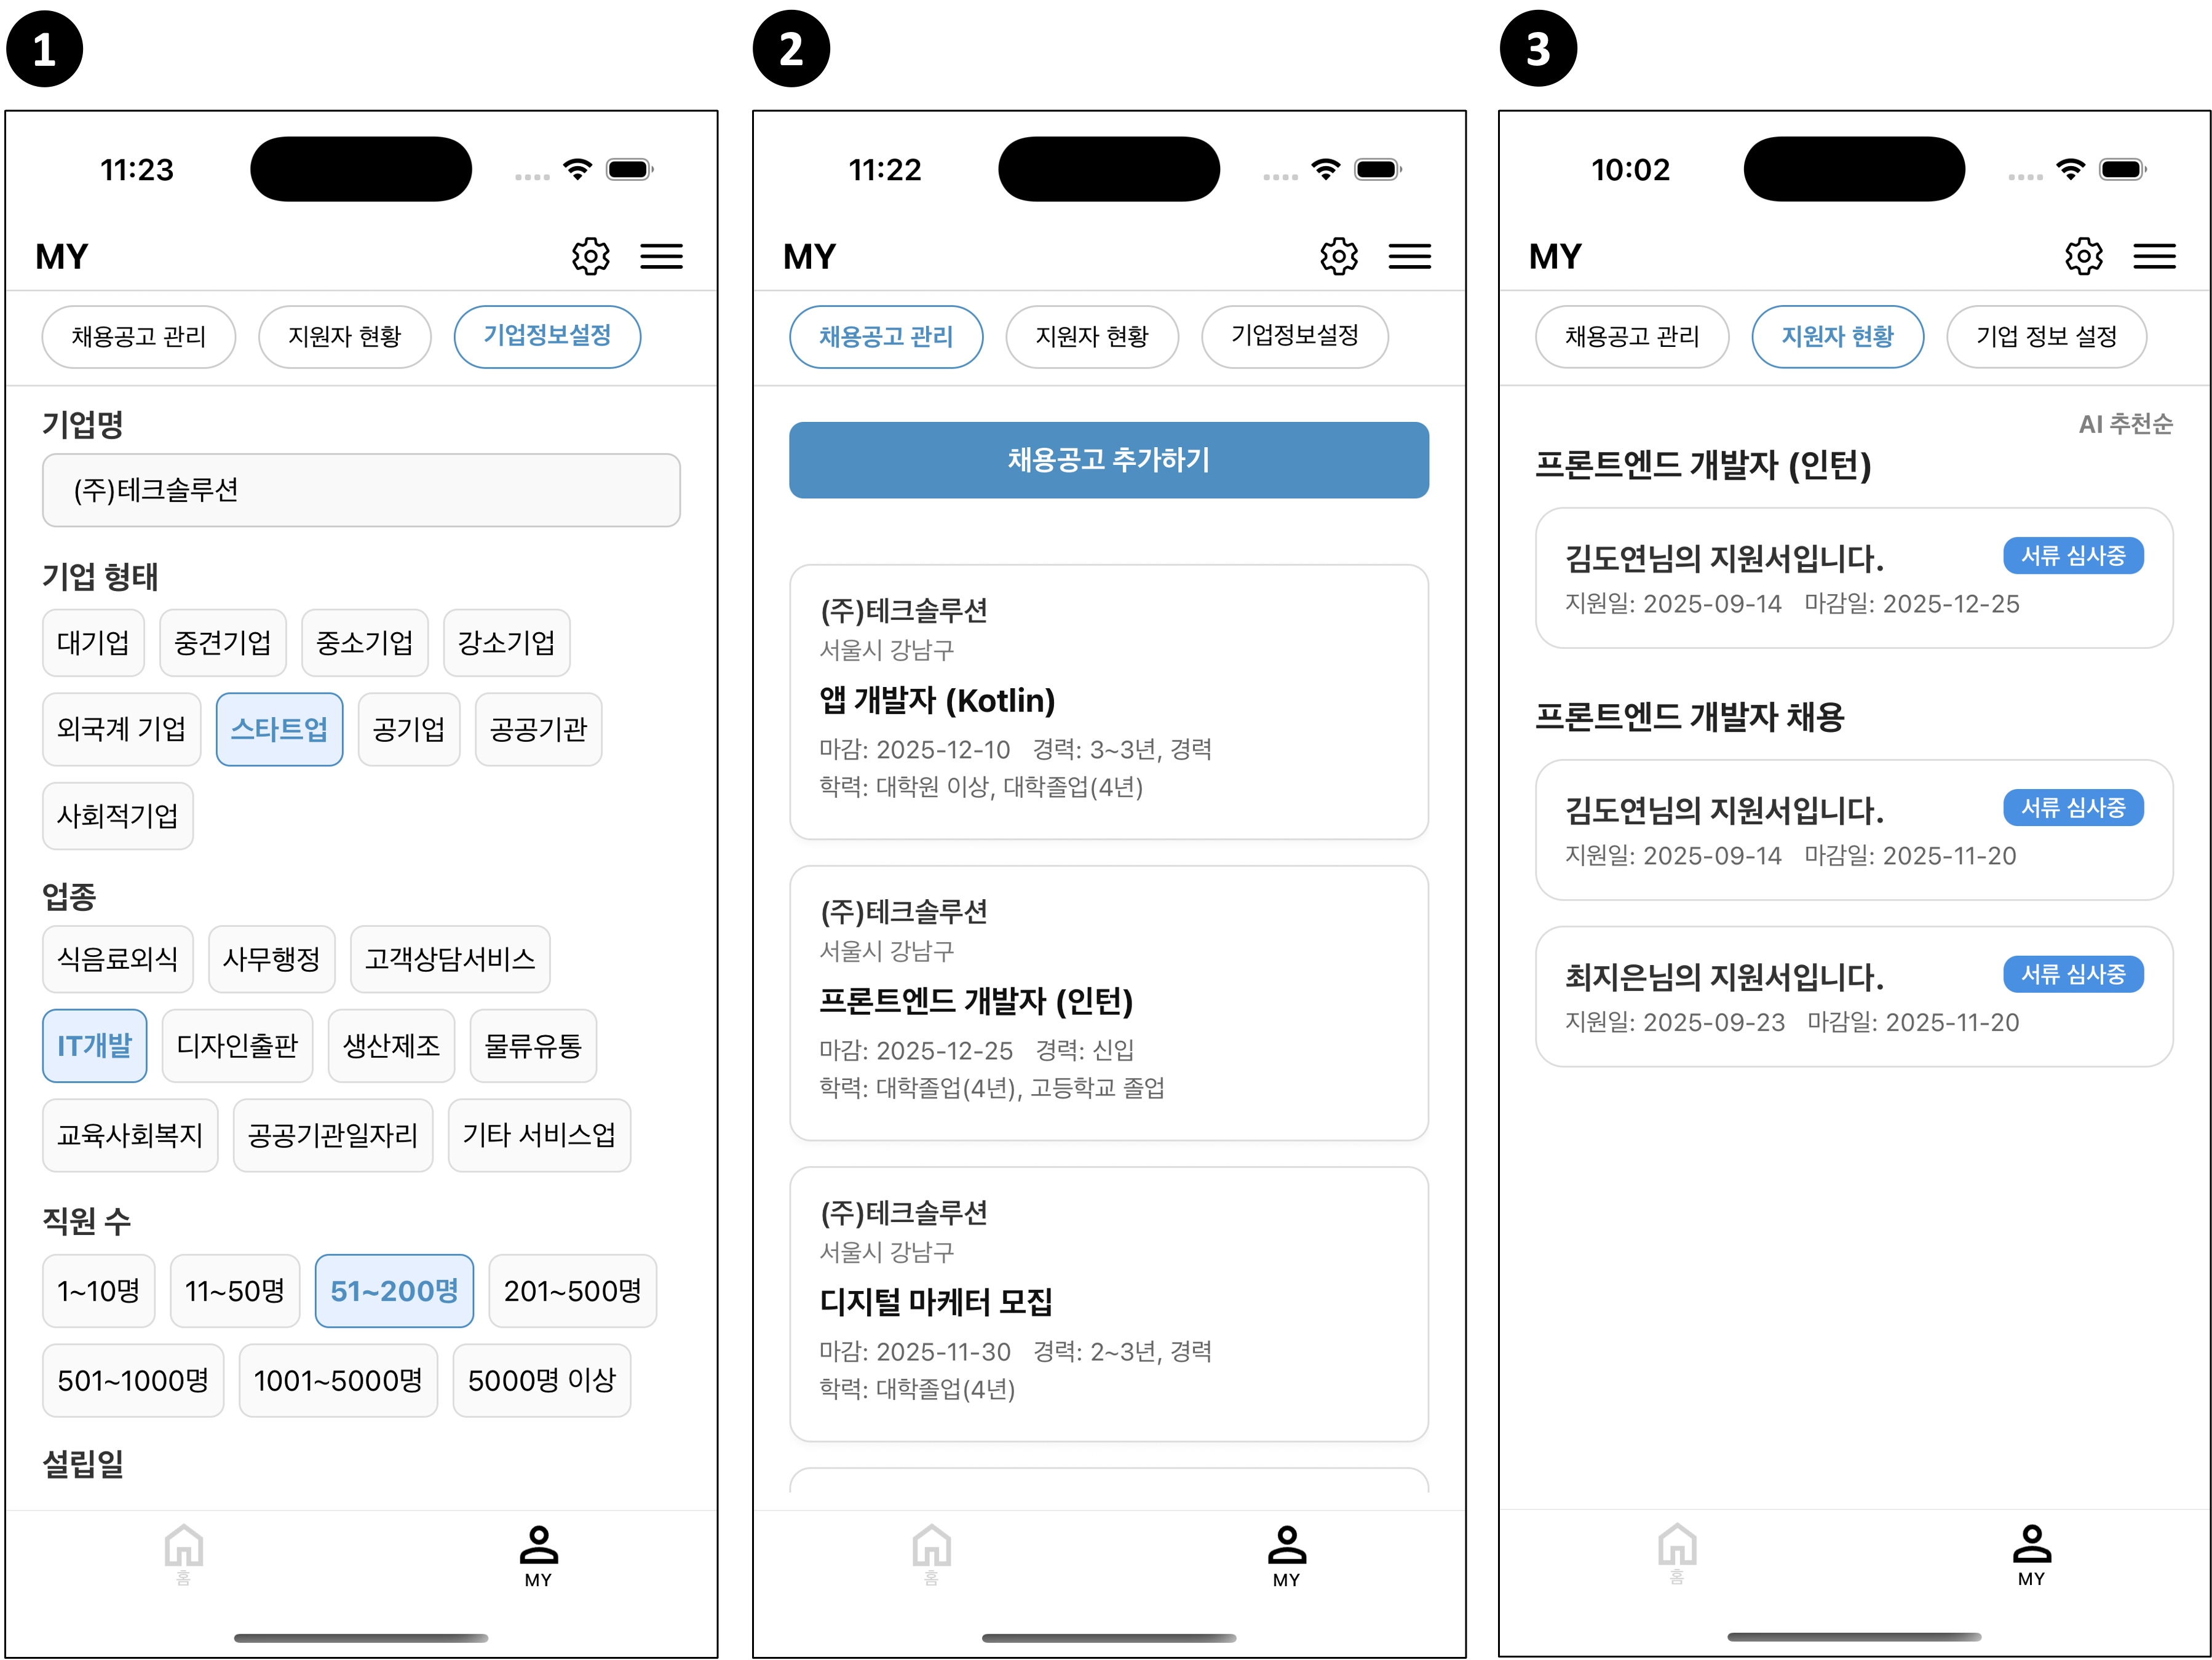 1
11:23
MY
채용공고 관리 지원자 현황 기업정보설정
기업명
(주)테크솔루션
기업 형태
대기업 중견기업 중소기업 강소기업
외국계 기업 스타트업 공기업 공공기관
사회적기업
업종
식음료외식 사무행정 고객상담서비스
IT개발 디자인출판 생산제조 물류유통
교육사회복지 공공기관일자리 기타 서비스업
직원 수
1~10명 11~50명 51~200명 201~500명
501~1000명 1001~5000명 5000명 이상
설립일
홈 MY
2
11:22
MY
채용공고 관리 지원자 현황 기업정보설정
채용공고 추가하기
(주)테크솔루션
서울시 강남구
앱 개발자 (Kotlin)
마감: 2025-12-10 경력: 3~3년, 경력
학력: 대학원 이상, 대학졸업(4년)
(주)테크솔루션
서울시 강남구
프론트엔드 개발자 (인턴)
마감: 2025-12-25 경력: 신입
학력: 대학졸업(4년), 고등학교 졸업
(주)테크솔루션
서울시 강남구
디지털 마케터 모집
마감: 2025-11-30 경력: 2~3년, 경력
학력: 대학졸업(4년)
홈 MY
3
10:02
MY
채용공고 관리 지원자 현황 기업 정보 설정
AI 추천순
프론트엔드 개발자 (인턴)
김도연님의 지원서입니다. 서류 심사중
지원일: 2025-09-14 마감일: 2025-12-25
프론트엔드 개발자 채용
김도연님의 지원서입니다. 서류 심사중
지원일: 2025-09-14 마감일: 2025-11-20
최지은님의 지원서입니다. 서류 심사중
지원일: 2025-09-23 마감일: 2025-11-20
홈 MY